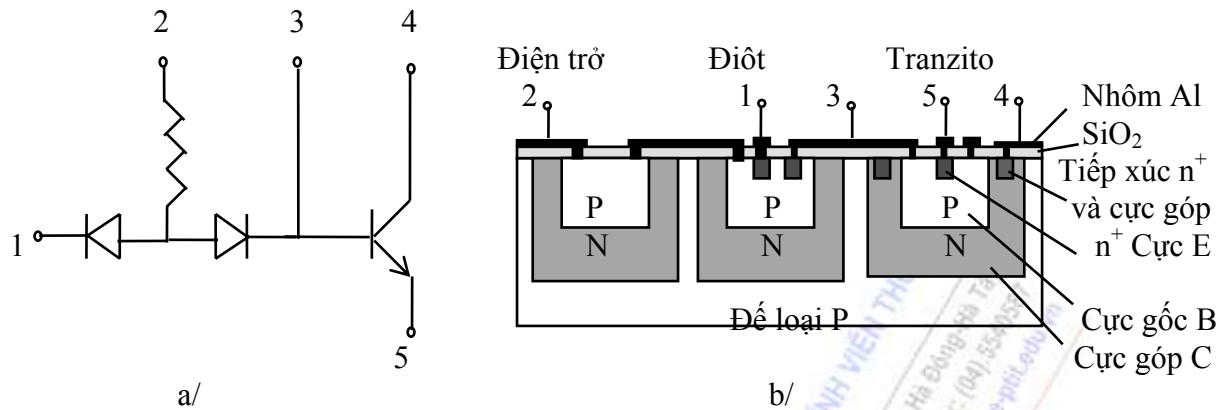 2 3 4
1
5
a/
Điện trở Điôt Tranzito
2 1 3 5 4
Nhôm Al
SiO2
Tiếp xúc n+
và cực góp
n+ Cực E
P P P
N N N
Đế loại P
Cực gốc B
Cực góp C
b/